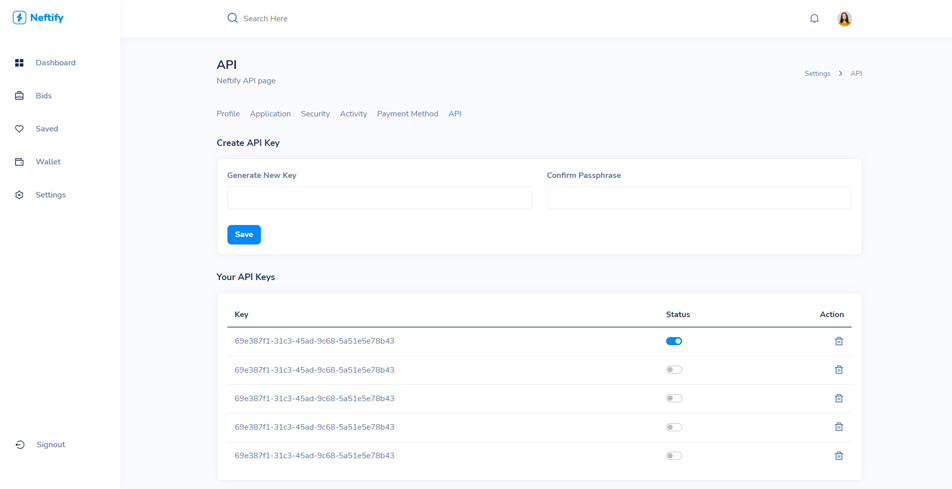 Neftify
Search Here
Dashboard
Bids
Saved
Wallet
Settings
Signout
API
Neftify API page
Settings > API
Profile Application Security Activity Payment Method API
Create API Key
Generate New Key Confirm Passphrase
Save
Your API Keys
Key Status Action
69e387f1-31c3-45ad-9c68-5a51e5e78b43
69e387f1-31c3-45ad-9c68-5a51e5e78b43
69e387f1-31c3-45ad-9c68-5a51e5e78b43
69e387f1-31c3-45ad-9c68-5a51e5e78b43
69e387f1-31c3-45ad-9c68-5a51e5e78b43